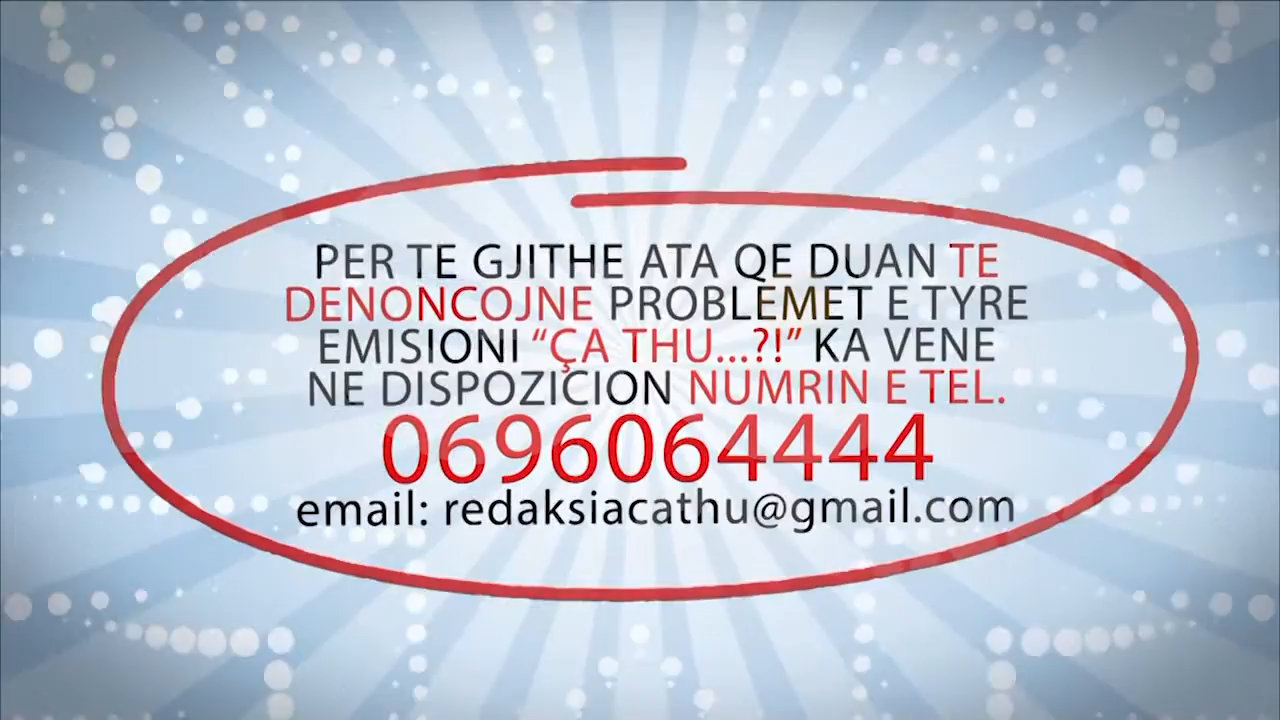 PER TE GJITHE ATA QE DUAN TE
DENONCOJNE PROBLEMET E TYRE
EMISIONI “ÇA THU...?!” KA VENE
NE DISPOZICION NUMRIN E TEL.
0696064444
email: redaksiacathu@gmail.com